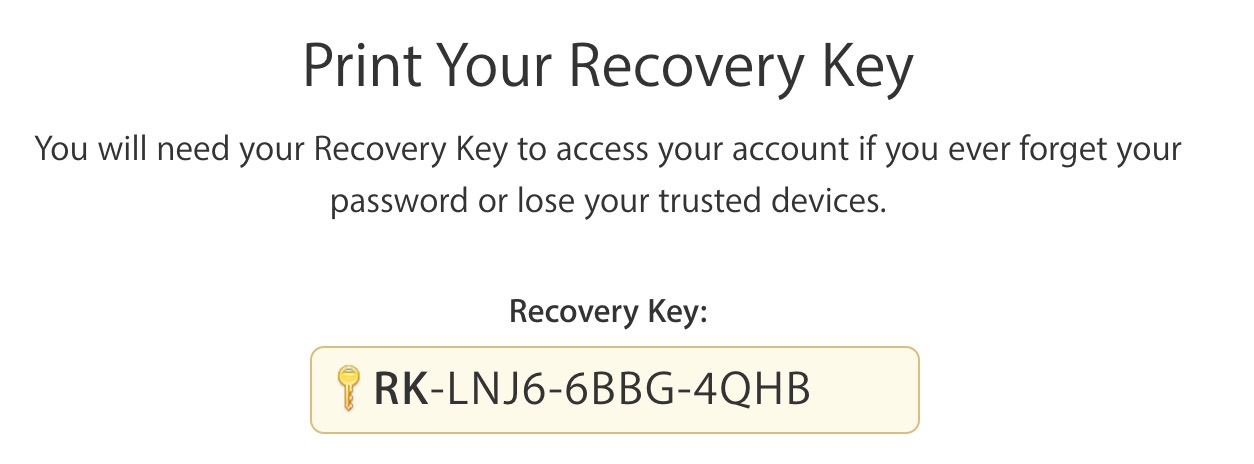 Print Your Recovery Key
You will need your Recovery Key to access your account if you ever forget your
password or lose your trusted devices.
Recovery Key:
RK-LNJ6-6BBG-4QHB